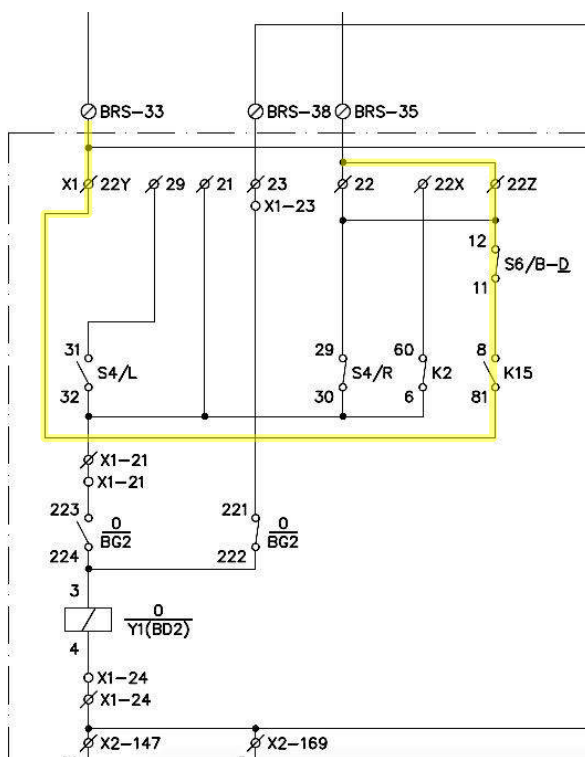 BRS-33
BRS-38
BRS-35
X1 22Y
29
21
23
22
22X
22Z
X1-23
12
S6/B-D
11
31
S4/L
32
29
S4/R
30
60
K2
6
8
K15
81
X1-21
X1-21
223
0
BG2
224
221
0
BG2
222
3
0
Y1(BD2)
4
X1-24
X1-24
X2-147
X2-169